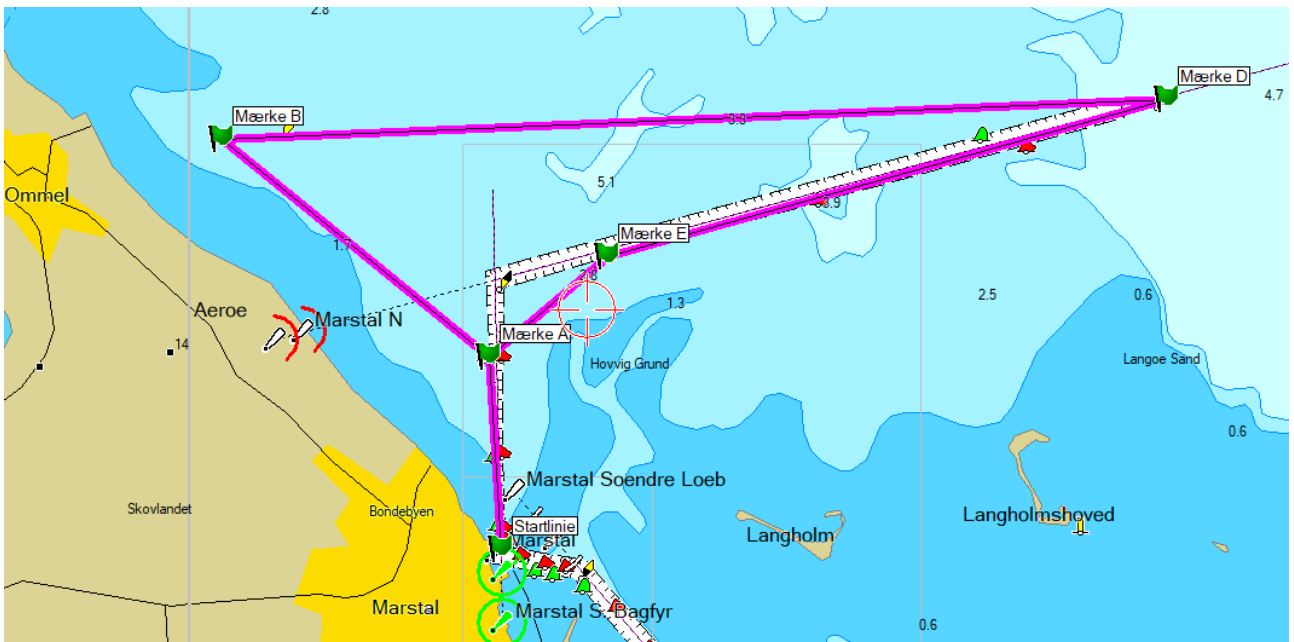 2.8
Mærke D
4.7
Mærke B
3.3
Ommel
5.1
3.9
Mærke E
1.7
2.8
1.3
2.5
0.6
Aeroe
Marstal N
Mærke A
14
Hovvig Grund
Langoe Sand
0.6
Marstal Soendre Loeb
Skovlandet
Bondebyen
Startlinie
Langholmshoved
Marstal
Langholm
Marstal
Marstal S. Bagfyr
0.6